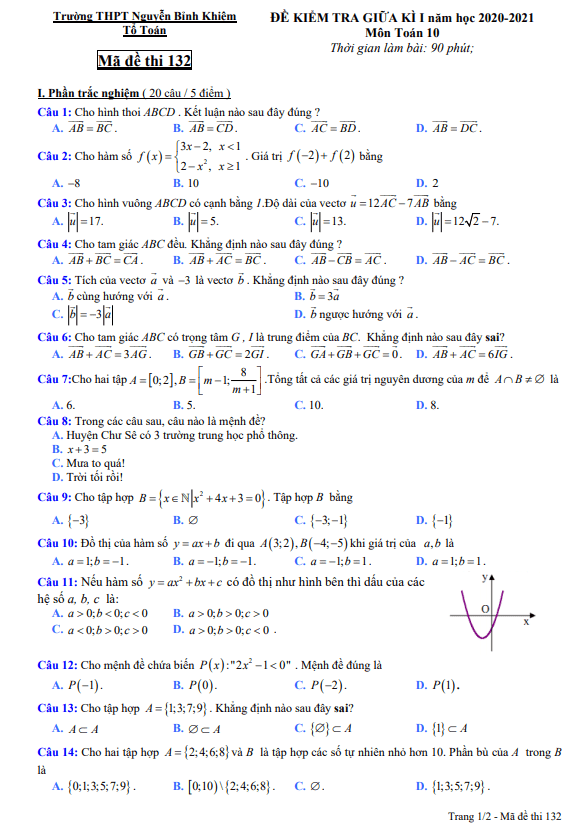 Trường THPT Nguyễn Bỉnh Khiêm
Tổ Toán
Mã đề thi 132
ĐỀ KIỂM TRA GIỮA KÌ I năm học 2020-2021
Môn Toán 10
Thời gian làm bài: 90 phút;
I. Phần trắc nghiệm ( 20 câu / 5 điểm )
Câu 1: Cho hình thoi ABCD . Kết luận nào sau đây đúng ?
A. $\overrightarrow{AB}=\overrightarrow{BC}$. B. $\overrightarrow{AB}=\overrightarrow{CD}$. C. $\overrightarrow{AC}=\overrightarrow{BD}$. D. $\overrightarrow{AB}=\overrightarrow{DC}$.
Câu 2: Cho hàm số $f(x)=\begin{cases}3x-2, & x<1\\2-x^2, & x\geq 1\end{cases}$. Giá trị $f(-2)+f(2)$ bằng
A. −8 B. 10 C. −10 D. 2
Câu 3: Cho hình vuông ABCD có cạnh bằng 1.Độ dài của vectơ $\vec{u}=12\overrightarrow{AC}-7\overrightarrow{AB}$ bằng
A. $|\vec{u}|=17$. B. $|\vec{u}|=5$. C. $|\vec{u}|=13$. D. $|\vec{u}|=12\sqrt{2}-7$.
Câu 4: Cho tam giác ABC đều. Khẳng định nào sau đây đúng ?
A. $\overrightarrow{AB}+\overrightarrow{BC}=\overrightarrow{CA}$. B. $\overrightarrow{AB}+\overrightarrow{AC}=\overrightarrow{BC}$. C. $\overrightarrow{AB}-\overrightarrow{CB}=\overrightarrow{AC}$. D. $\overrightarrow{AB}-\overrightarrow{AC}=\overrightarrow{BC}$.
Câu 5: Tích của vectơ $\vec{a}$ và −3 là vectơ $\vec{b}$. Khẳng định nào sau đây đúng ?
A. $\vec{b}$ cùng hướng với $\vec{a}$. B. $\vec{b}=3\vec{a}$
C. $|\vec{b}|=-3|\vec{a}|$ D. $\vec{b}$ ngược hướng với $\vec{a}$.
Câu 6: Cho tam giác ABC có trọng tâm G , I là trung điểm của BC. Khẳng định nào sau đây sai?
A. $\overrightarrow{AB}+\overrightarrow{AC}=3\overrightarrow{AG}$. B. $\overrightarrow{GB}+\overrightarrow{GC}=2\overrightarrow{GI}$. C. $\overrightarrow{GA}+\overrightarrow{GB}+\overrightarrow{GC}=\vec{0}$. D. $\overrightarrow{AB}+\overrightarrow{AC}=6\overrightarrow{IG}$.
Câu 7:Cho hai tập $A=[0;2], B=\left[m-1;\frac{8}{m+1}\right]$.Tổng tất cả các giá trị nguyên dương của m để $A\cap B\neq\varnothing$ là
A. 6. B. 5. C. 10. D. 8.
Câu 8: Trong các câu sau, câu nào là mệnh đề?
A. Huyện Chư Sê có 3 trường trung học phổ thông.
B. x + 3 = 5
C. Mưa to quá!
D. Trời tối rồi!
Câu 9: Cho tập hợp $B=\{x\in\mathbb{N}|x^2+4x+3=0\}$. Tập hợp B bằng
A. {−3} B. ∅ C. {−3;−1} D. {−1}
Câu 10: Đồ thị của hàm số y = ax + b đi qua A(3;2), B(−4;−5) khi giá trị của a,b là
A. a = 1; b = −1. B. a = −1; b = −1. C. a = −1; b = 1. D. a = 1; b = 1.
Câu 11: Nếu hàm số $y=ax^2+bx+c$ có đồ thị như hình bên thì dấu của các
hệ số a, b, c là:
A. a > 0; b < 0; c < 0 B. a > 0; b > 0; c > 0
C. a < 0; b > 0; c > 0 D. a > 0; b > 0; c < 0 .
y
O
x
Câu 12: Cho mệnh đề chứa biến $P(x):"2x^2-1<0"$. Mệnh đề đúng là
A. P(−1). B. P(0). C. P(−2). D. P(1).
Câu 13: Cho tập hợp A = {1;3;7;9}. Khẳng định nào sau đây sai?
A. A ⊂ A B. ∅ ⊂ A C. {∅} ⊂ A D. {1} ⊂ A
Câu 14: Cho hai tập hợp A = {2;4;6;8} và B là tập hợp các số tự nhiên nhỏ hơn 10. Phần bù của A trong B
là
A. {0;1;3;5;7;9}. B. [0;10)\{2;4;6;8}. C. ∅. D. {1;3;5;7;9}.
Trang 1/2 - Mã đề thi 132